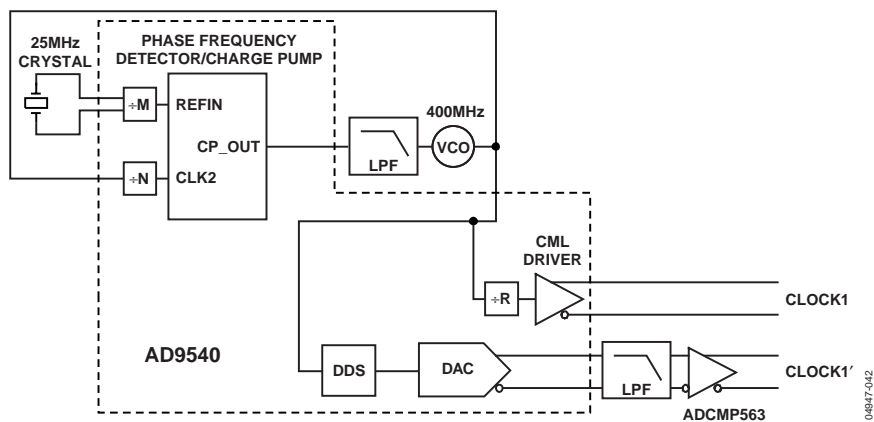 25MHz
CRYSTAL
PHASE FREQUENCY
DETECTOR/CHARGE PUMP
÷M
REFIN
CP_OUT
÷N
CLK2
LPF
400MHz
VCO
CML
DRIVER
÷R
CLOCK1
AD9540
DDS
DAC
LPF
ADCMP563
CLOCK1′
04947-042